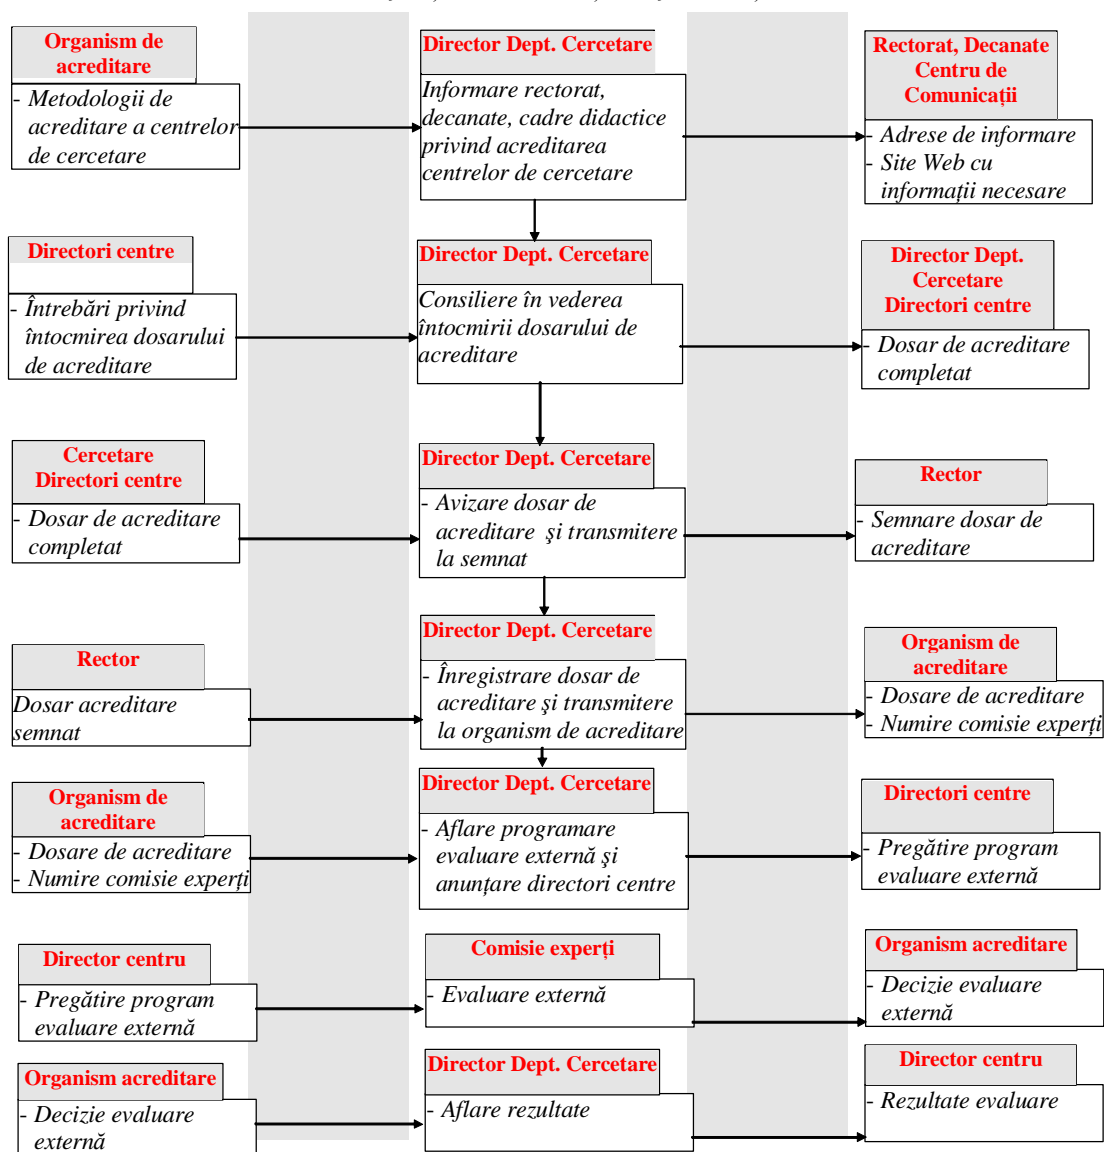 Organism de
acreditare
- Metodologii de
acreditare a centrelor
de cercetare
Director Dept. Cercetare
Informare rectorat,
decanate, cadre didactice
privind acreditarea
centrelor de cercetare
Rectorat, Decanate
Centru de
Comunicații
- Adrese de informare
- Site Web cu
informații necesare
Directori centre
- Întrebări privind
întocmirea dosarului
de acreditare
Director Dept. Cercetare
Consiliere în vederea
întocmirii dosarului de
acreditare
Director Dept.
Cercetare
Directori centre
- Dosar de acreditare
completat
Cercetare
Directori centre
- Dosar de acreditare
completat
Director Dept. Cercetare
- Avizare dosar de
acreditare şi transmitere
la semnat
Rector
- Semnare dosar de
acreditare
Rector
Dosar acreditare
semnat
Director Dept. Cercetare
- Înregistrare dosar de
acreditare şi transmitere
la organism de acreditare
Organism de
acreditare
- Dosare de acreditare
- Numire comisie experți
Organism de
acreditare
- Dosare de acreditare
- Numire comisie experți
Director Dept. Cercetare
- Aflare programare
evaluare externă şi
anunțare directori centre
Directori centre
- Pregătire program
evaluare externă
Director centru
- Pregătire program
evaluare externă
Comisie experți
- Evaluare externă
Organism acreditare
- Decizie evaluare
externă
Organism acreditare
- Decizie evaluare
externă
Director Dept. Cercetare
- Aflare rezultate
Director centru
- Rezultate evaluare